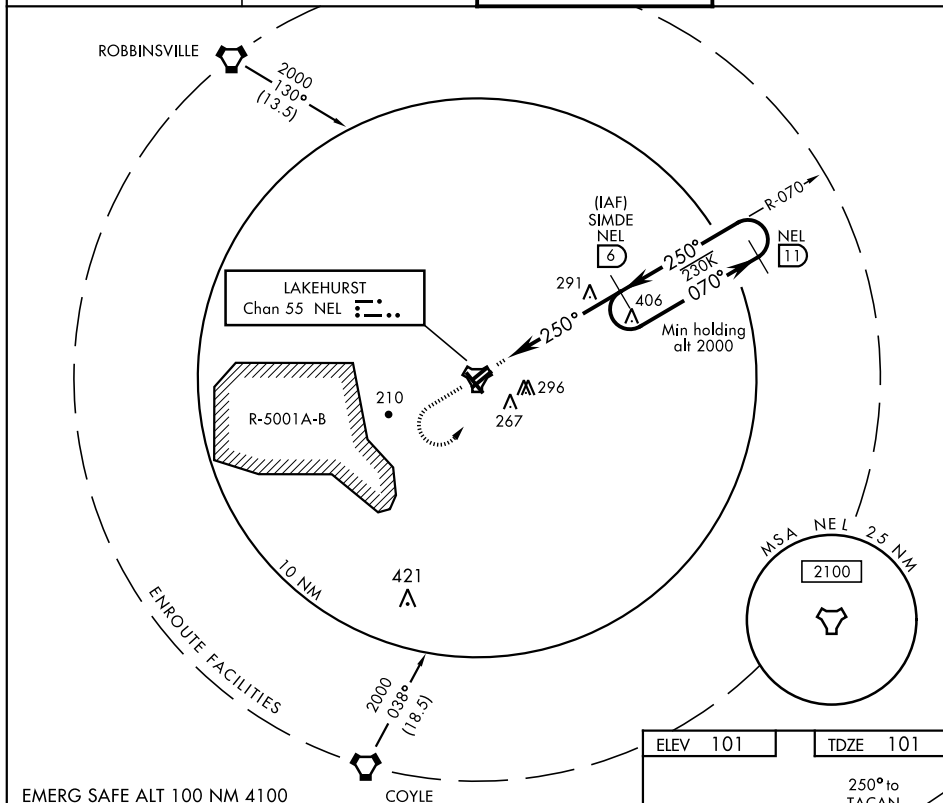 ROBBINSVILLE
2000
130°
(13.5)
R-070
(IAF)
SIMDE
NEL
6
NEL
11
250°
230K
070°
291
406
Min holding
alt 2000
250°
LAKEHURST
Chan 55 NEL
R-5001A-B
210
296
267
421
10 NM
ENROUTE FACILITIES
2000
038°
(18.5)
COYLE
MSA NEL 25 NM
2100
EMERG SAFE ALT 100 NM 4100
ELEV 101
TDZE 101
250° to
TACAN